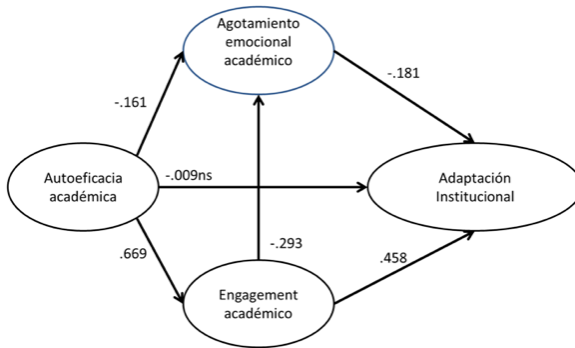 Agotamiento
emocional
académico
-.161
-.181
Autoeficacia
académica
-.009ns
Adaptación
Institucional
.669
-.293
.458
Engagement
académico